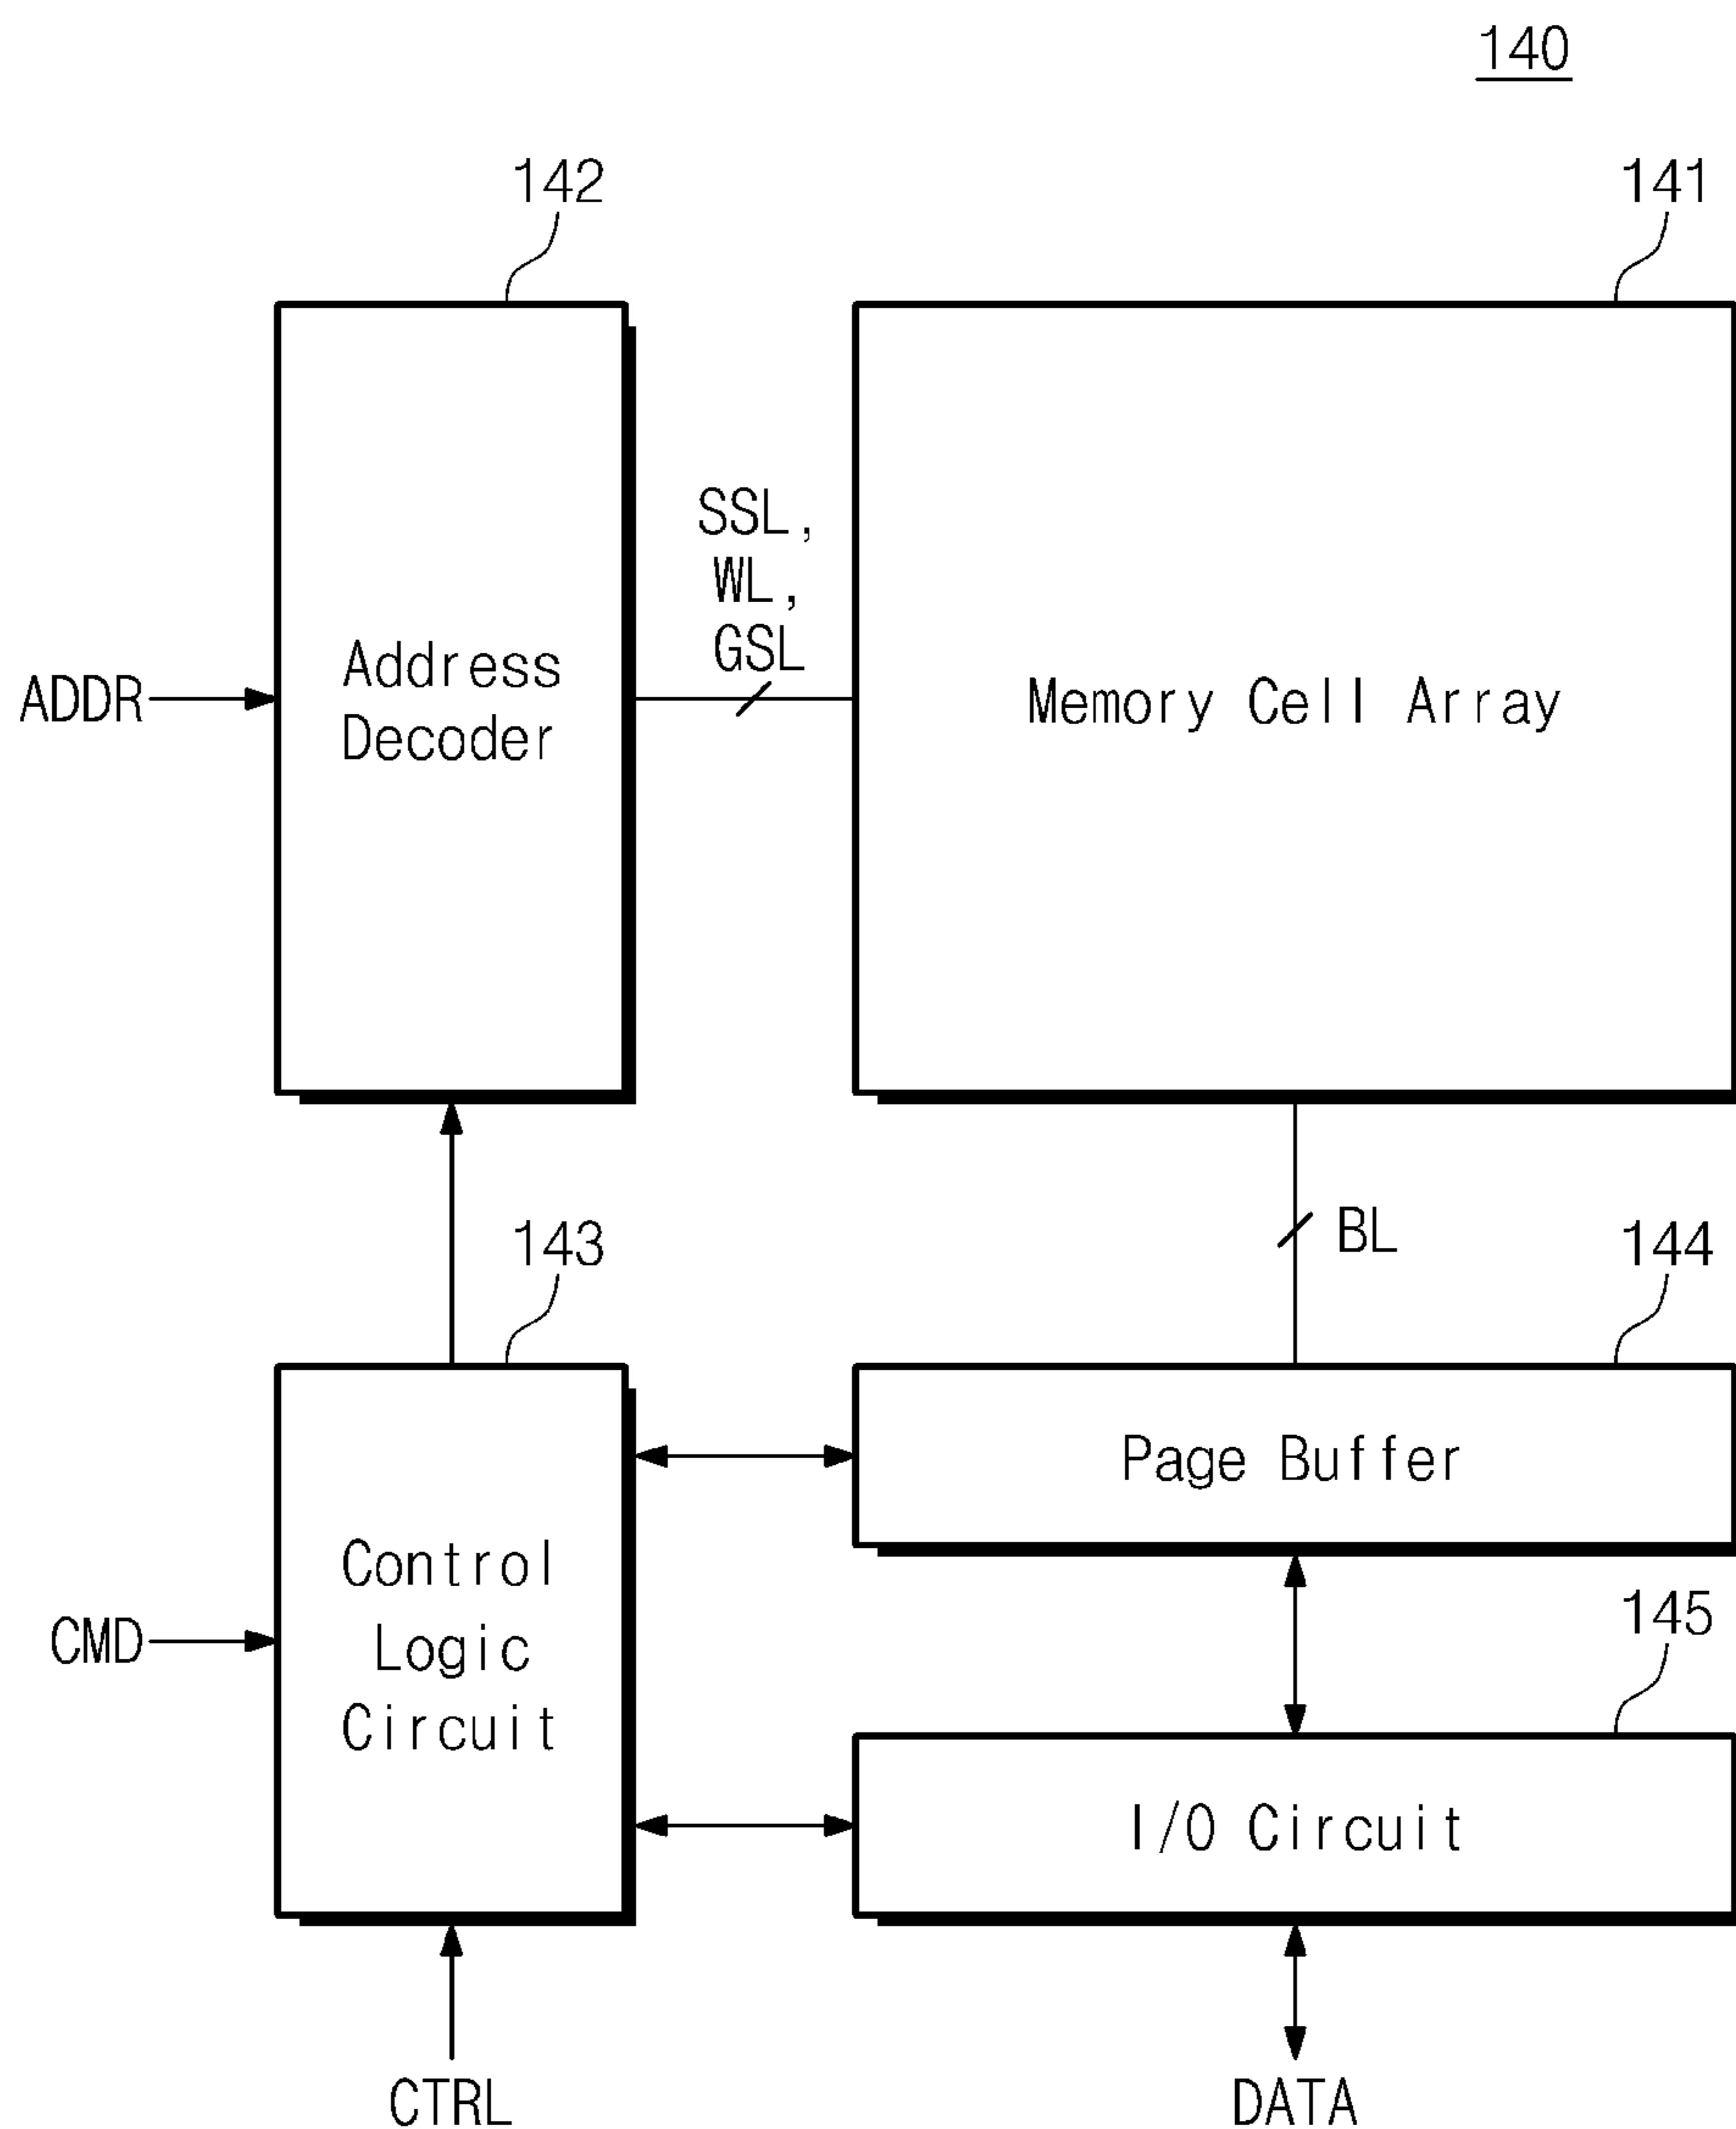 140
142
141
SSL,
WL,
GSL
ADDR
Address
Decoder
Memory Cell Array
BL
143
144
Page Buffer
CMD
Control
Logic
Circuit
145
I/O Circuit
CTRL
DATA